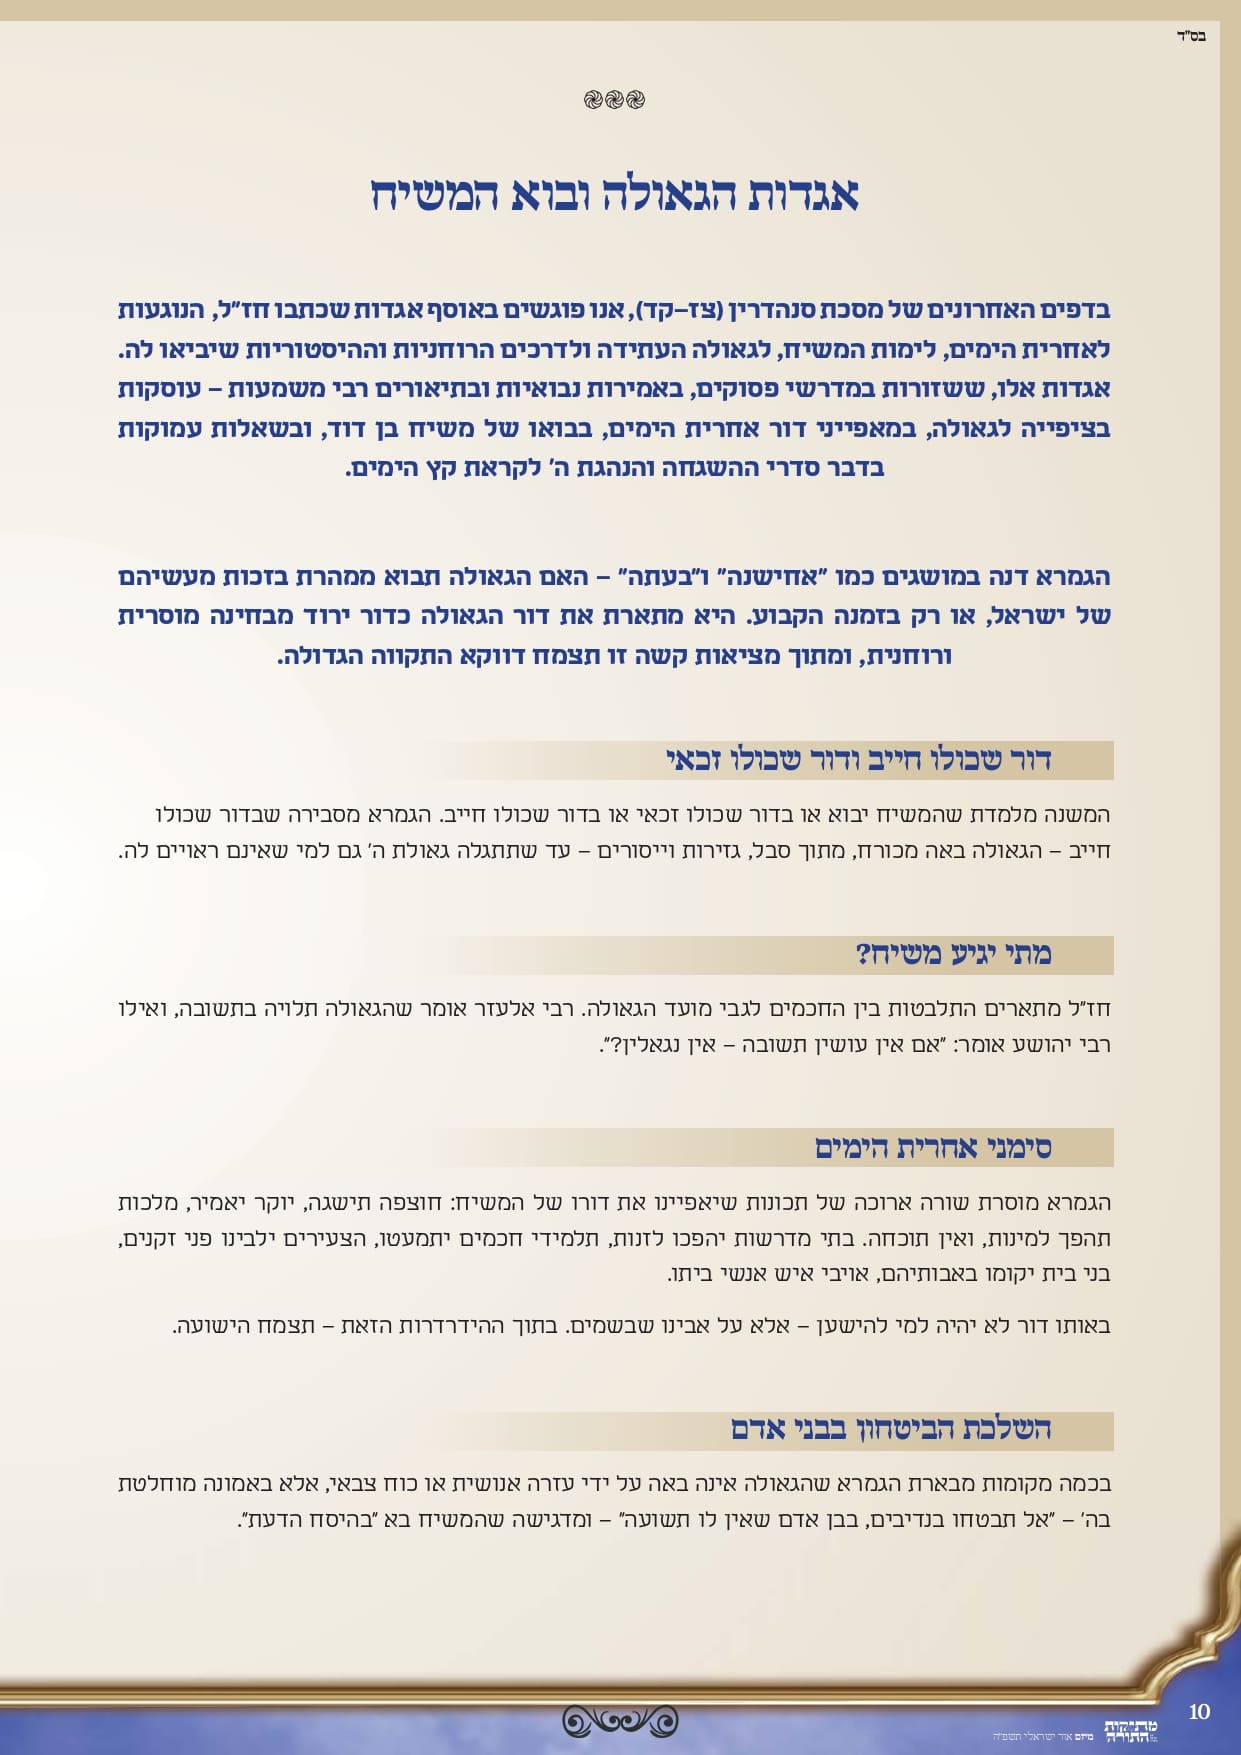 בס"ד
אגדות הגאולה ובוא המשיח
בדפים האחרונים של מסכת סנהדרין (צז–קד), אנו פוגשים באוסף אגדות שכתבו חז"ל, הנוגעות
לאחרית הימים, לימות המשיח, לגאולה העתידה ולדרכים הרוחניות וההיסטוריות שיביאו לה.
אגדות אלו, ששזורות במדרשי פסוקים, באמירות נבואיות ובתיאורים רבי משמעות – עוסקות
בציפייה לגאולה, במאפייני דור אחרית הימים, בבואו של משיח בן דוד, ובשאלות עמוקות
בדבר סדרי ההשגחה והנהגת ה' לקראת קץ הימים.
הגמרא דנה במושגים כמו "אחישנה" ו"בעתה" – האם הגאולה תבוא ממהרת בזכות מעשיהם
של ישראל, או רק בזמנה הקבוע. היא מתארת את דור הגאולה כדור ירוד מבחינה מוסרית
ורוחנית, ומתוך מציאות קשה זו תצמח דווקא התקווה הגדולה.
דור שכולו חייב ודור שכולו זכאי
המשנה מלמדת שהמשיח יבוא או בדור שכולו זכאי או בדור שכולו חייב. הגמרא מסבירה שבדור שכולו
חייב – הגאולה באה מכורח, מתוך סבל, גזירות וייסורים – עד שתתגלה גאולת ה' גם למי שאינם ראויים לה.
מתי יגיע משיח?
חז"ל מתארים התלבטות בין החכמים לגבי מועד הגאולה. רבי אלעזר אומר שהגאולה תלויה בתשובה, ואילו
רבי יהושע אומר: "אם אין עושין תשובה – אין נגאלין?".
סימני אחרית הימים
הגמרא מוסרת שורה ארוכה של תכונות שיאפיינו את דורו של המשיח: חוצפה תישגה, יוקר יאמיר, מלכות
תהפך למינות, ואין תוכחה. בתי מדרשות יהפכו לזנות, תלמידי חכמים יתמעטו, הצעירים ילבינו פני זקנים,
בני בית יקומו באבותיהם, אויבי איש אנשי ביתו.
באותו דור לא יהיה למי להישען – אלא על אבינו שבשמים. בתוך ההידרדרות הזאת – תצמח הישועה.
השלכת הביטחון בבני אדם
בכמה מקומות מבארת הגמרא שהגאולה אינה באה על ידי עזרה אנושית או כוח צבאי, אלא באמונה מוחלטת
בה' – "אל תבטחו בנדיבים, בבן אדם שאין לו תשועה" – ומדגישה שהמשיח בא "בהיסח הדעת".
10
מתיקות
התורה
מיזם אור ישראלי תשפ"ה